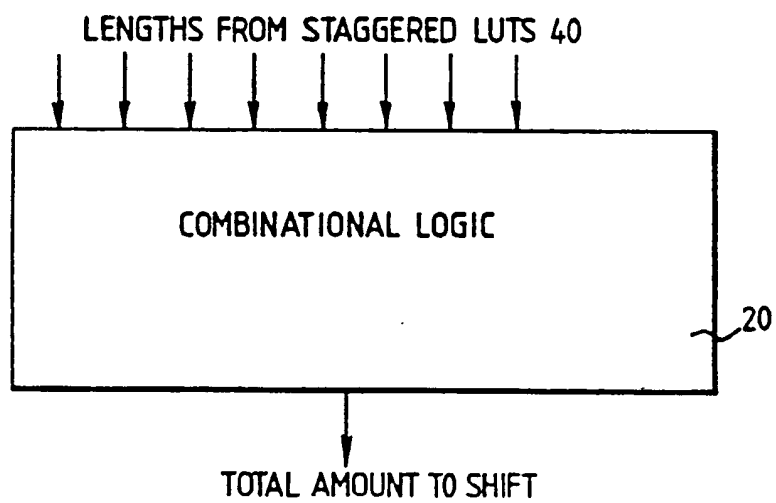 LENGTHS FROM STAGGERED LUTS 40
COMBINATIONAL LOGIC
20
TOTAL AMOUNT TO SHIFT